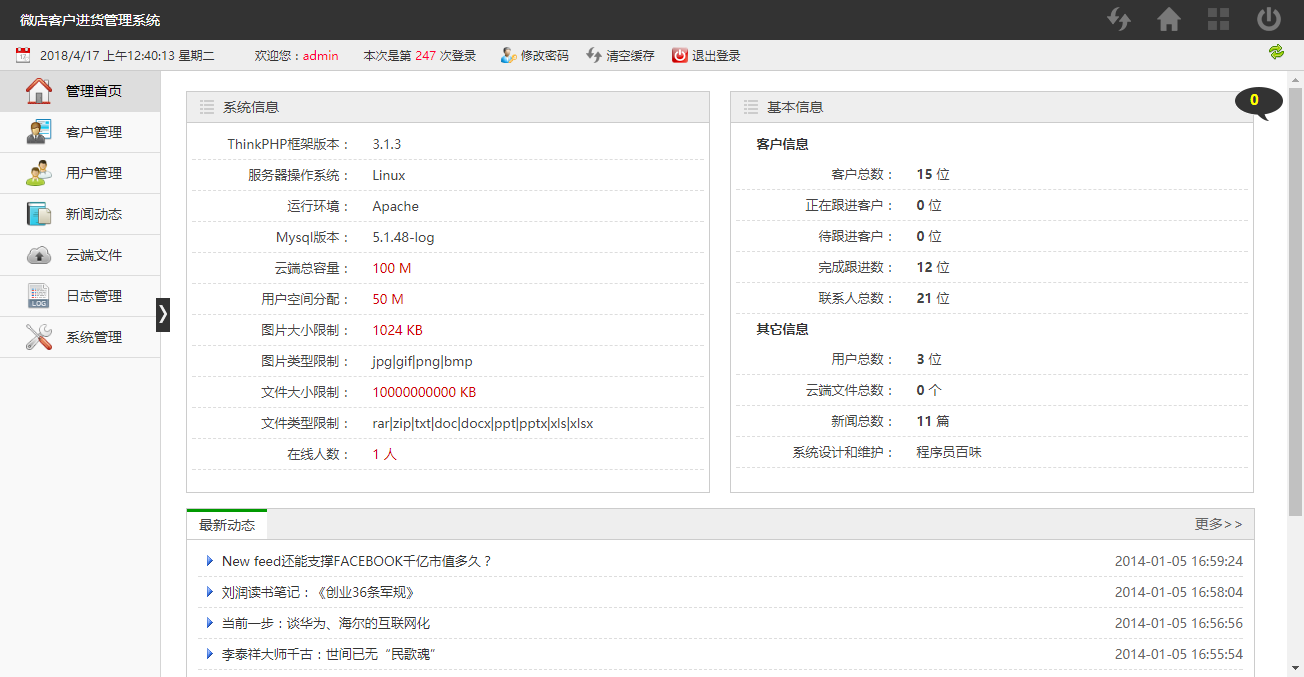 微店客户进货管理系统
2018/4/17 上午12:40:13 星期二 欢迎您：admin 本次是第 247 次登录 修改密码 清空缓存 退出登录
管理首页
客户管理
用户管理
新闻动态
云端文件
日志管理
LOG
系统管理
系统信息
ThinkPHP框架版本： 3.1.3
服务器操作系统： Linux
运行环境： Apache
Mysql版本： 5.1.48-log
云端总容量： 100 M
用户空间分配： 50 M
图片大小限制： 1024 KB
图片类型限制： jpg|gif|png|bmp
文件大小限制： 10000000000 KB
文件类型限制： rar|zip|txt|doc|docx|ppt|pptx|xls|xlsx
在线人数： 1 人
基本信息
0
客户信息
客户总数： 15 位
正在跟进客户： 0 位
待跟进客户： 0 位
完成跟进数： 12 位
联系人总数： 21 位
其它信息
用户总数： 3 位
云端文件总数： 0 个
新闻总数： 11 篇
系统设计和维护： 程序员百味
最新动态 更多>>
New feed还能支撑FACEBOOK千亿市值多久？ 2014-01-05 16:59:24
刘润读书笔记：《创业36条军规》 2014-01-05 16:58:04
当前一步：谈华为、海尔的互联网化 2014-01-05 16:56:56
李泰祥大师千古：世间已无“民歌魂” 2014-01-05 16:55:54